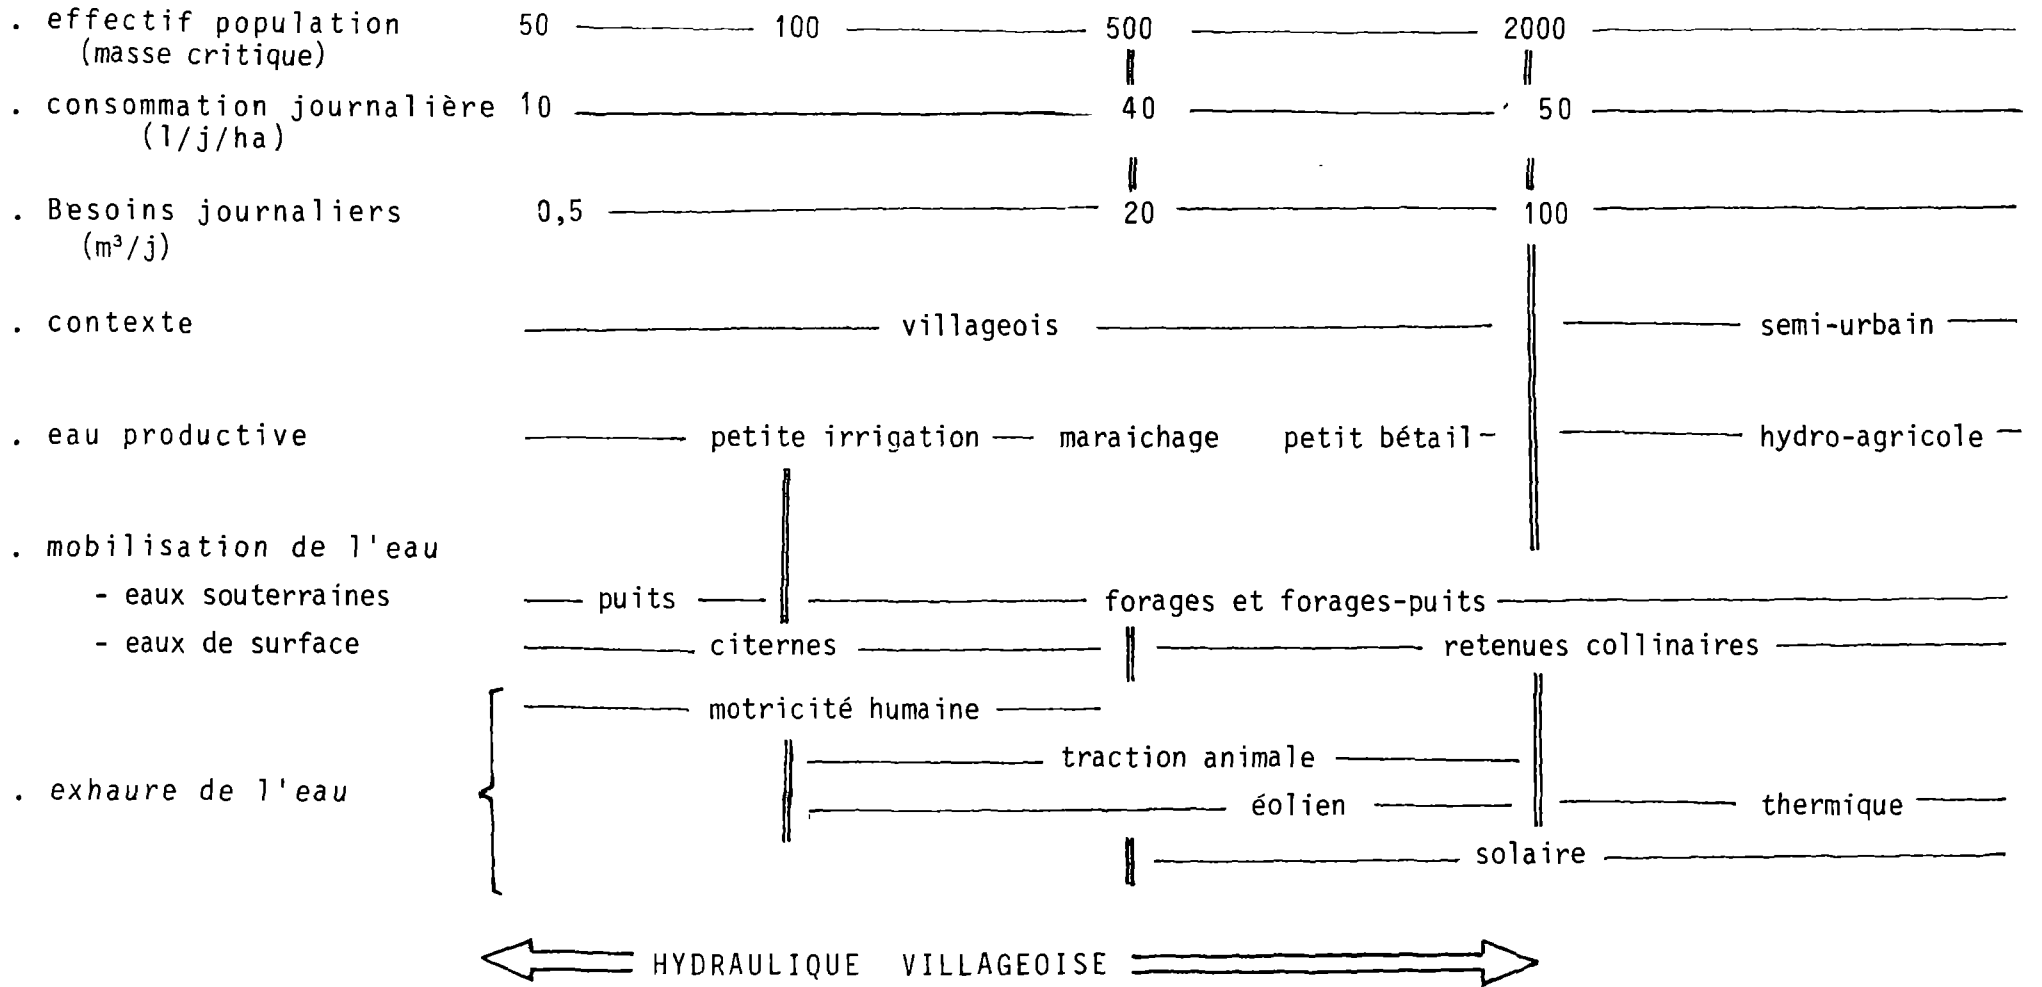 . effectif population 50 100 500 2000
(masse critique)
. consommation journalière 10 40 50
(l/j/ha)
. Besoins journaliers 0,5 20 100
(m³/j)
. contexte villageois semi-urbain
. eau productive petite irrigation maraichage petit bétail hydro-agricole
. mobilisation de l'eau
- eaux souterraines puits forages et forages-puits
- eaux de surface citernes retenues collinaires
motricité humaine
traction animale
. exhaure de l'eau éolien thermique
solaire
HYDRAULIQUE VILLAGEOISE